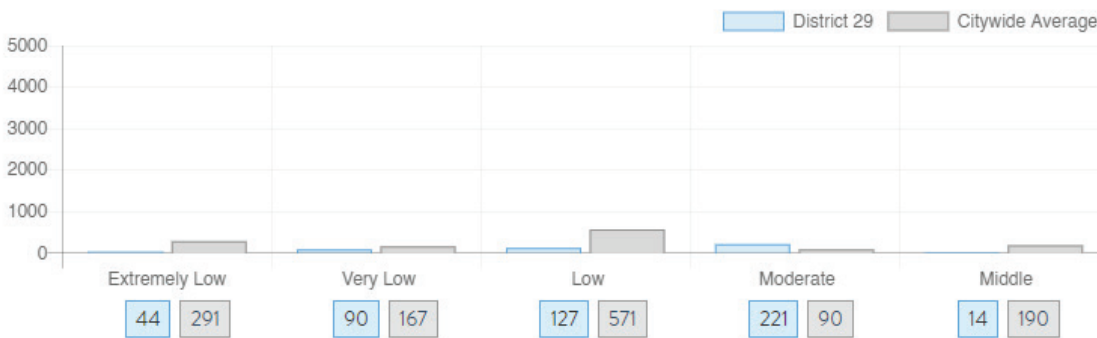 District 29 Citywide Average
5000
4000
3000
2000
1000
0
Extremely Low Very Low Low Moderate Middle
44 291 90 167 127 571 221 90 14 190